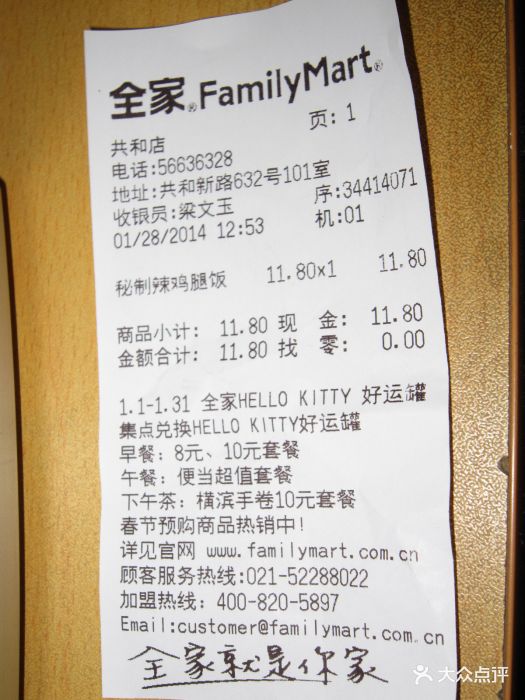 全家®FamilyMart®
页: 1
共和店
电话:56636328
地址:共和新路632号101室
收银员:梁文玉 序:34414071
01/28/2014 12:53 机:01
秘制辣鸡腿饭 11.80x1 11.80
商品小计: 11.80 现 金: 11.80
金额合计: 11.80 找 零: 0.00
1.1-1.31 全家HELLO KITTY 好运罐
集点兑换HELLO KITTY好运罐
早餐: 8元、10元套餐
午餐: 便当超值套餐
下午茶: 横滨手卷10元套餐
春节预购商品热销中!
详见官网 www.familymart.com.cn
顾客服务热线:021-52288022
加盟热线: 400-820-5897
Email:customer@familymart.com.cn
全家就是你家
大众点评